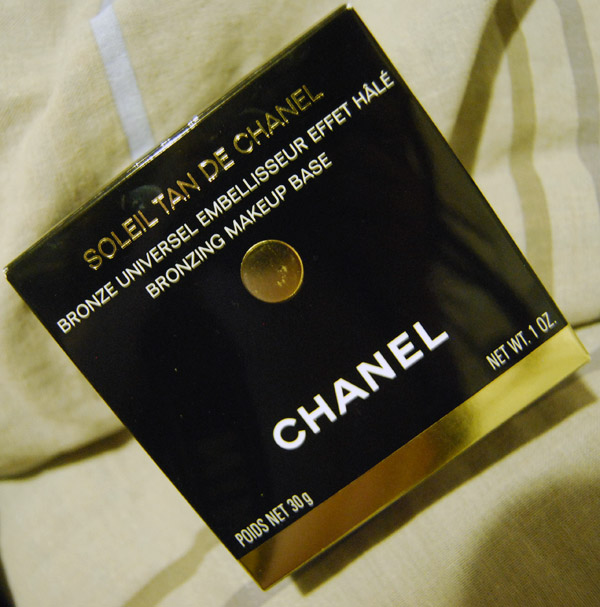 SOLEIL TAN DE CHANEL
BRONZE UNIVERSEL EMBELLISSEUR EFFET HÂLÉ
BRONZING MAKEUP BASE
CHANEL
POIDS NET 30 g
NET WT. 1 OZ.